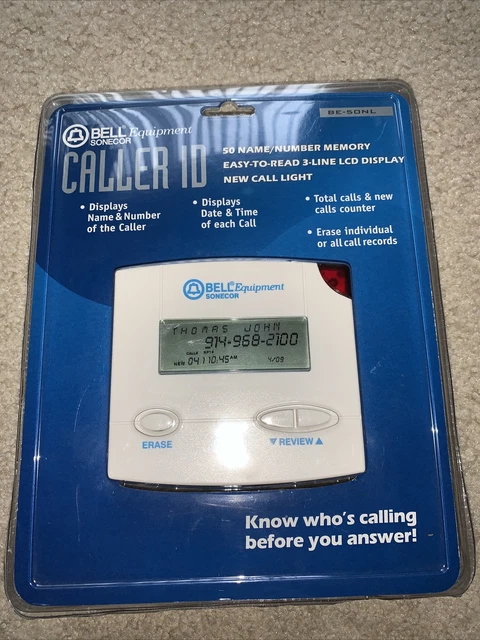 BE-50NL
BELL Equipment
SONECOR
CALLER ID
50 NAME/NUMBER MEMORY
EASY-TO-READ 3-LINE LCD DISPLAY
NEW CALL LIGHT
• Displays
Name & Number
of the Caller
• Displays
Date & Time
of each Call
• Total calls & new
calls counter
• Erase individual
or all call records
BELL® Equipment
SONECOR
THOMAS JOHN
914-968-2100
CALL#
NEW 04 110:45 AM 4/09
ERASE
▼ REVIEW ▲
Know who's calling
before you answer!